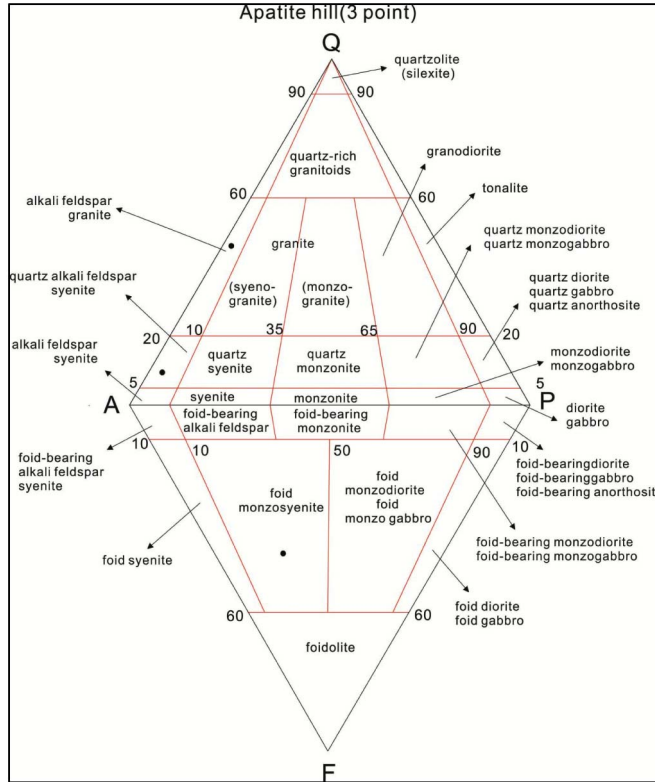 Apatite hill(3 point)
Q
quartzolite
(silexite)
90
90
quartz-rich
granitoids
granodiorite
60
60
tonalite
alkali feldspar
granite
granite
quartz monzodiorite
quartz monzogabbro
quartz alkali feldspar
syenite
(syeno-
granite)
(monzo-
granite)
quartz diorite
quartz gabbro
quartz anorthosite
20
10
35
65
90
20
alkali feldspar
syenite
quartz
syenite
quartz
monzonite
monzodiorite
monzogabbro
5
5
A
syenite
monzonite
P
diorite
gabbro
foid-bearing
alkali feldspar
foid-bearing
monzonite
10
10
50
90
10
foid-bearing
alkali feldspar
syenite
foid-bearingdiorite
foid-bearinggabbro
foid-bearing anorthosit
foid
monzosyenite
foid
monzodiorite
foid
monzo gabbro
foid-bearing monzodiorite
foid-bearing monzogabbro
foid syenite
60
60
foid diorite
foid gabbro
foidolite
F